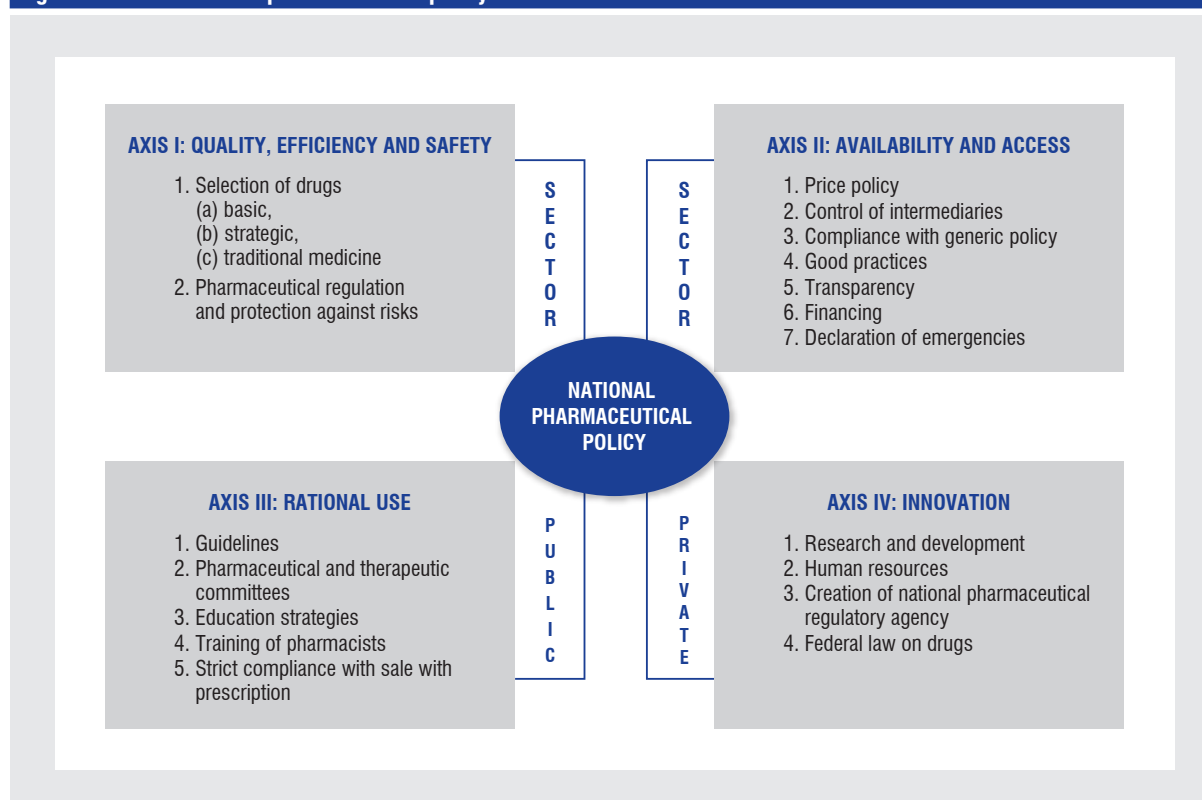 AXIS I: QUALITY, EFFICIENCY AND SAFETY
1. Selection of drugs
(a) basic,
(b) strategic,
(c) traditional medicine
2. Pharmaceutical regulation
and protection against risks
SECTOR
SECTOR
AXIS II: AVAILABILITY AND ACCESS
1. Price policy
2. Control of intermediaries
3. Compliance with generic policy
4. Good practices
5. Transparency
6. Financing
7. Declaration of emergencies
NATIONAL
PHARMACEUTICAL
POLICY
AXIS III: RATIONAL USE
1. Guidelines
2. Pharmaceutical and therapeutic
committees
3. Education strategies
4. Training of pharmacists
5. Strict compliance with sale with
prescription
PUBLIC
PRIVATE
AXIS IV: INNOVATION
1. Research and development
2. Human resources
3. Creation of national pharmaceutical
regulatory agency
4. Federal law on drugs